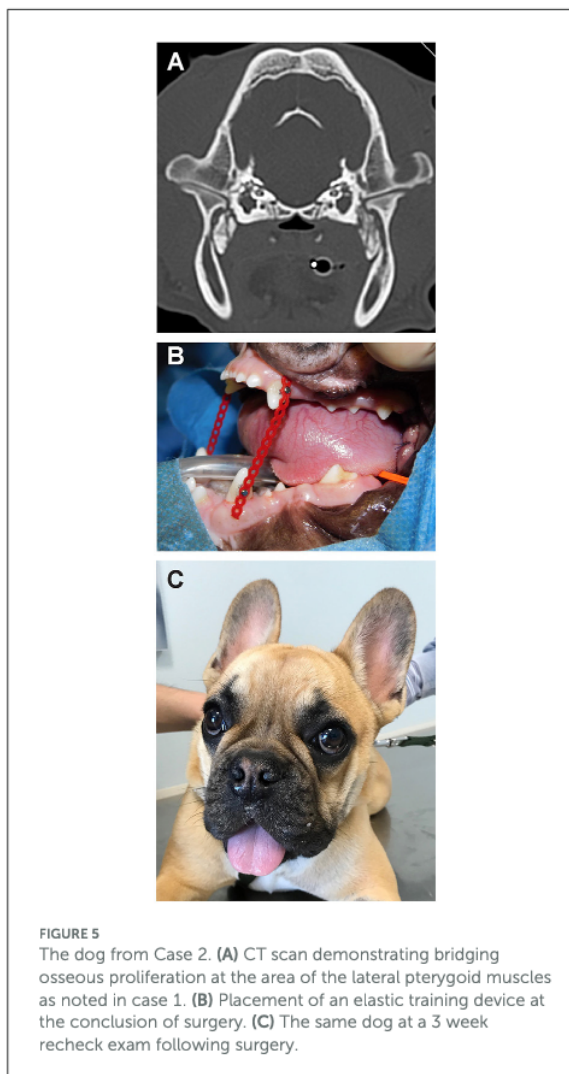 A
B
C
FIGURE 5
The dog from Case 2. (A) CT scan demonstrating bridging
osseous proliferation at the area of the lateral pterygoid muscles
as noted in case 1. (B) Placement of an elastic training device at
the conclusion of surgery. (C) The same dog at a 3 week
recheck exam following surgery.